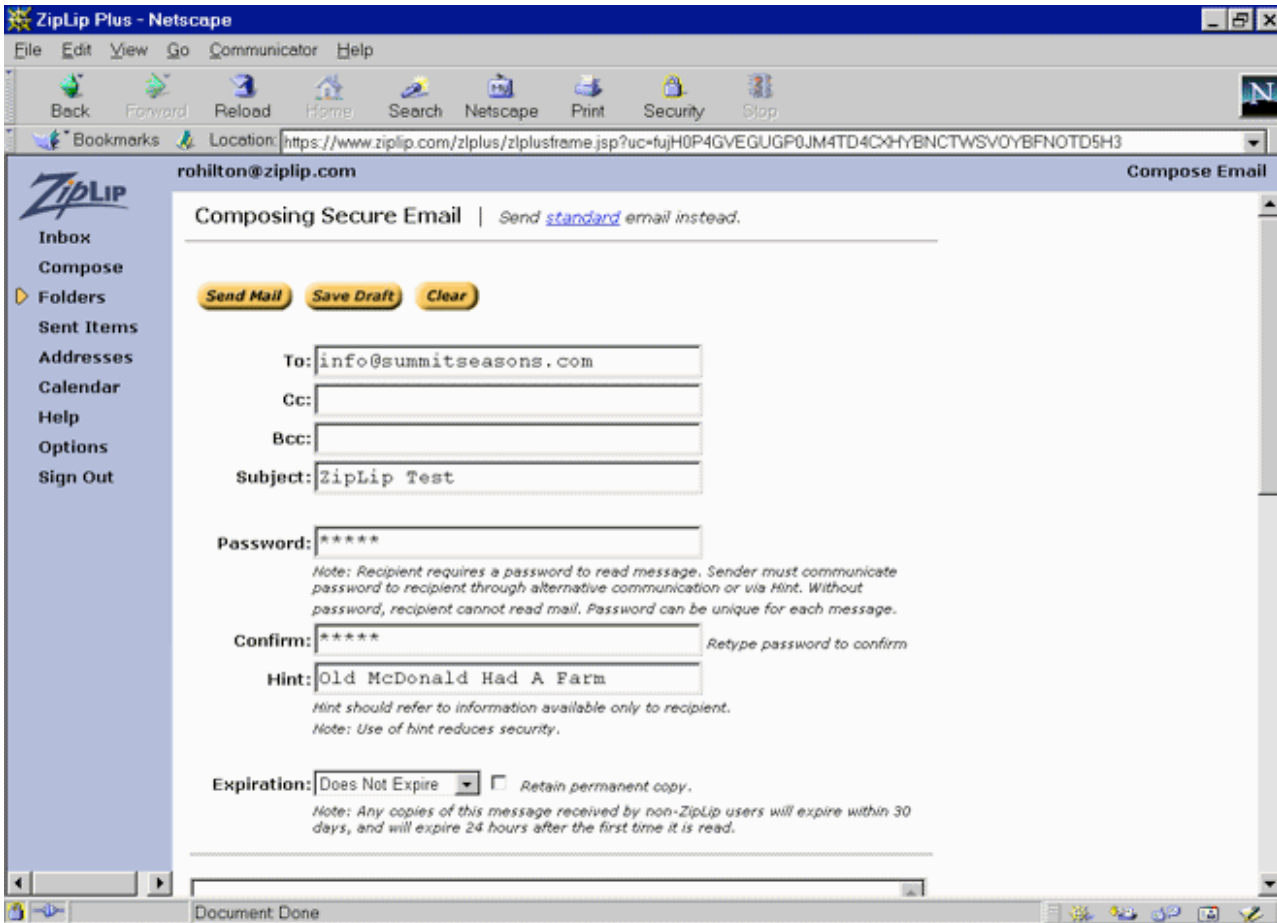 ZipLip Plus - Netscape
File Edit View Go Communicator Help
Back Forward Reload Home Search Netscape Print Security Stop
N
Bookmarks Location: https://www.ziplip.com/zlplus/zlplusframe.jsp?uc=fujH0P4GVEGUGP0JM4TD4CXHYBNCTWSVOYBFNOTD5H3
ZipLip
rohilton@ziplip.com Compose Email
Composing Secure Email | Send standard email instead.
Inbox
Compose
Folders
Sent Items
Addresses
Calendar
Help
Options
Sign Out
Send Mail Save Draft Clear
To: info@summitseasons.com
Cc:
Bcc:
Subject: ZipLip Test
Password: *****
Note: Recipient requires a password to read message. Sender must communicate
password to recipient through alternative communication or via Hint. Without
password, recipient cannot read mail. Password can be unique for each message.
Confirm: ***** Retype password to confirm
Hint: Old McDonald Had A Farm
Hint should refer to information available only to recipient.
Note: Use of hint reduces security.
Expiration: Does Not Expire Retain permanent copy.
Note: Any copies of this message received by non-ZipLip users will expire within 30
days, and will expire 24 hours after the first time it is read.
Document: Done